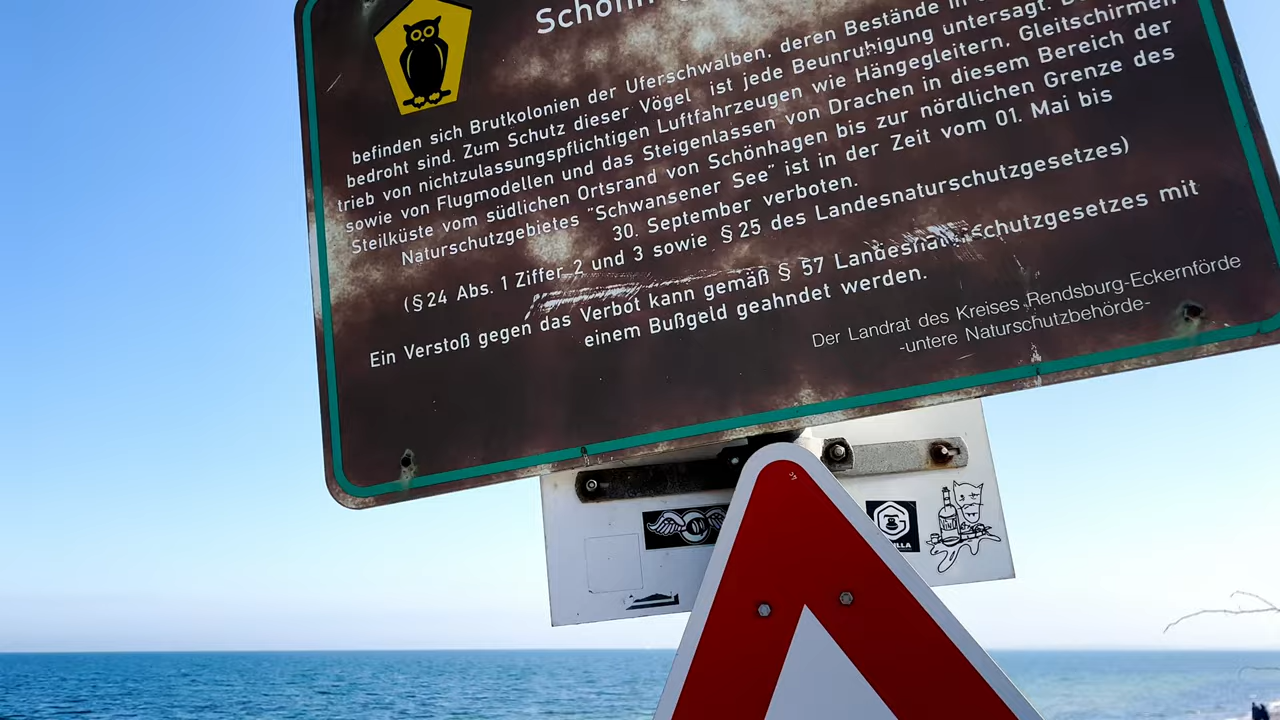 befinden sich Brutkolonien der Uferschwalben, deren Bestände in
bedroht sind. Zum Schutz dieser Vögel ist jede Beunruhigung untersagt.
trieb von nichtzulassungspflichtigen Luftfahrzeugen wie Hängegleitern, Gleitschirmen
sowie von Flugmodellen und das Steigenlassen von Drachen in diesem Bereich der
Steilküste vom südlichen Ortsrand von Schönhagen bis zur nördlichen Grenze des
Naturschutzgebietes "Schwansener See" ist in der Zeit vom 01. Mai bis
30. September verboten.
(§24 Abs. 1 Ziffer 2 und 3 sowie §25 des Landesnaturschutzgesetzes)
Ein Verstoß gegen das Verbot kann gemäß § 57 Landesnaturschutzgesetzes mit
einem Bußgeld geahndet werden.
Der Landrat des Kreises Rendsburg-Eckernförde
-untere Naturschutzbehörde-